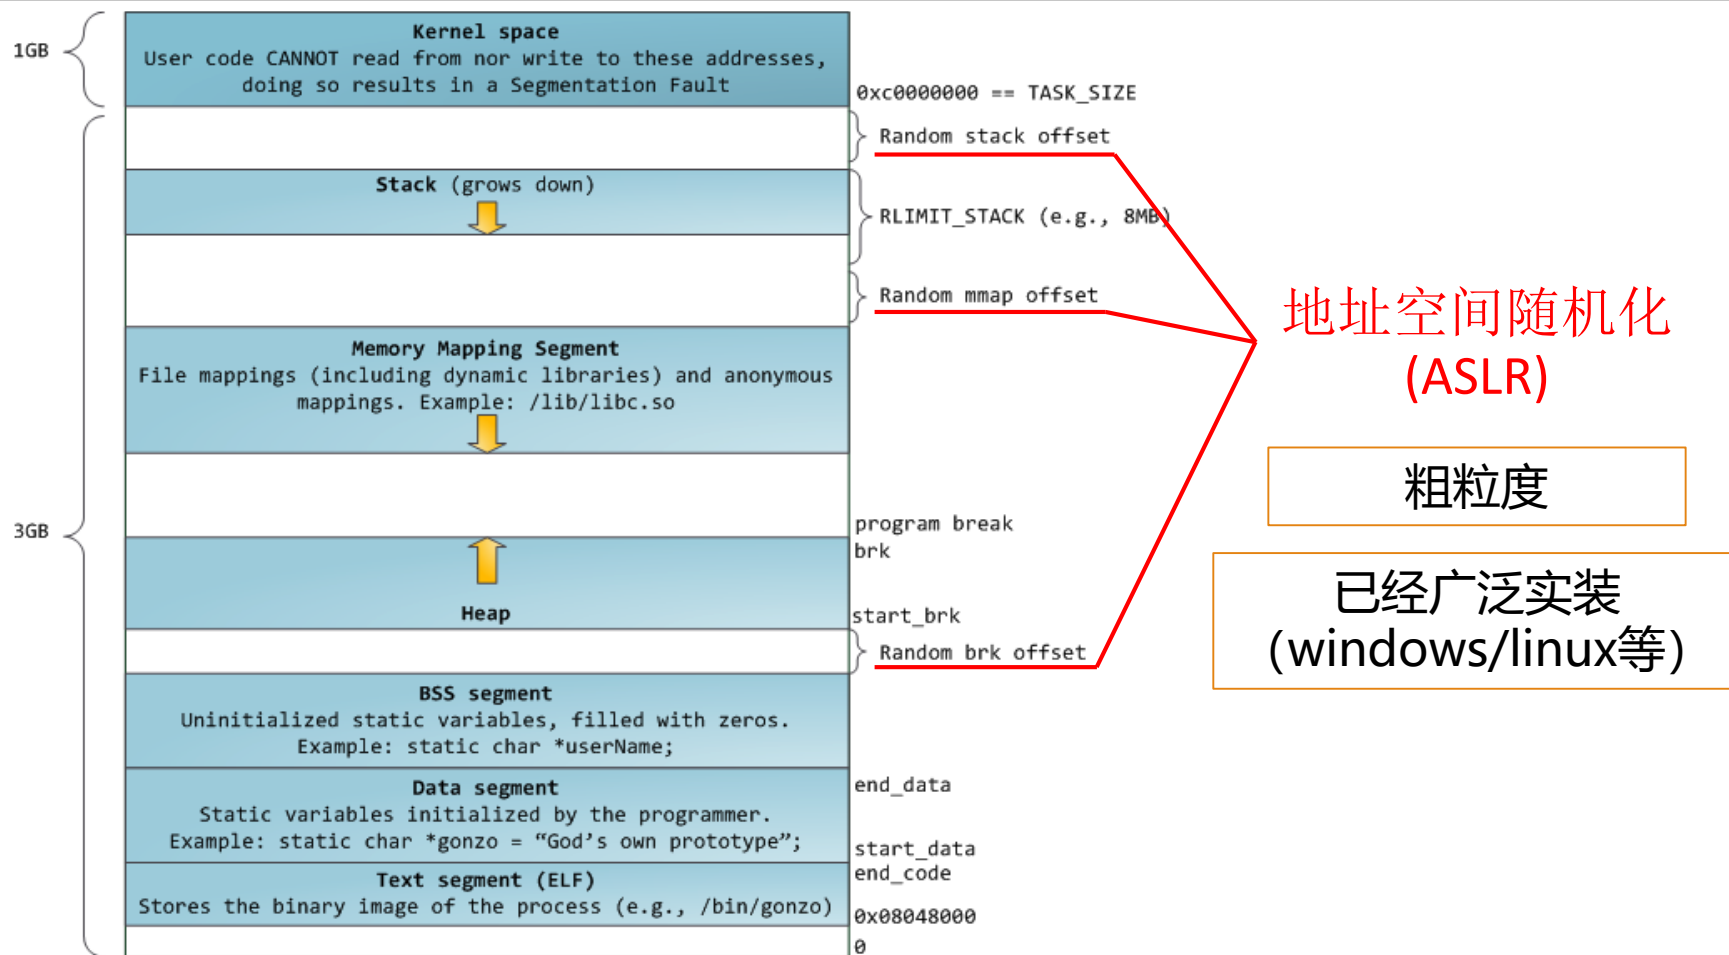 1GB
Kernel space
User code CANNOT read from nor write to these addresses,
doing so results in a Segmentation Fault
0xc0000000 == TASK_SIZE
Random stack offset
Stack (grows down)
RLIMIT_STACK (e.g., 8MB)
Random mmap offset
Memory Mapping Segment
File mappings (including dynamic libraries) and anonymous
mappings. Example: /lib/libc.so
3GB
program break
brk
Heap
start_brk
Random brk offset
BSS segment
Uninitialized static variables, filled with zeros.
Example: static char *userName;
Data segment
Static variables initialized by the programmer.
Example: static char *gonzo = “God’s own prototype”;
end_data
start_data
Text segment (ELF)
Stores the binary image of the process (e.g., /bin/gonzo)
end_code
0x08048000
0
地址空间随机化
(ASLR)
粗粒度
已经广泛实装
(windows/linux等)